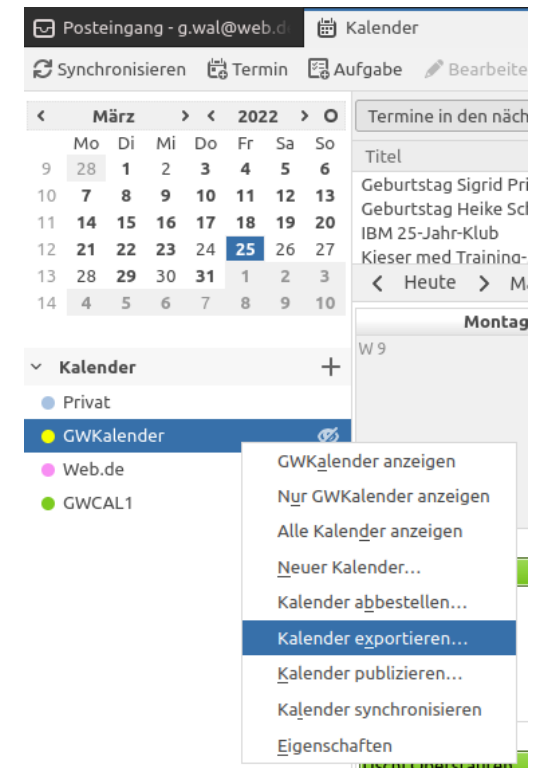 Posteingang - g.wal@web.d
Kalender
Synchronisieren Termin Aufgabe Bearbeite
< März > < 2022 > O
Mo Di Mi Do Fr Sa So
9 28 1 2 3 4 5 6
10 7 8 9 10 11 12 13
11 14 15 16 17 18 19 20
12 21 22 23 24 25 26 27
13 28 29 30 31 1 2 3
14 4 5 6 7 8 9 10
Termine in den näch
Titel
Geburtstag Sigrid Pri
Geburtstag Heike Sch
IBM 25-Jahr-Klub
Kieser med Training-
< Heute > Mä
Montag
W 9
Kalender +
Privat
GWKalender
Web.de
GWCAL1
GWKalender anzeigen
Nur GWKalender anzeigen
Alle Kalender anzeigen
Neuer Kalender...
Kalender abbestellen...
Kalender exportieren...
Kalender publizieren...
Kalender synchronisieren
Eigenschaften